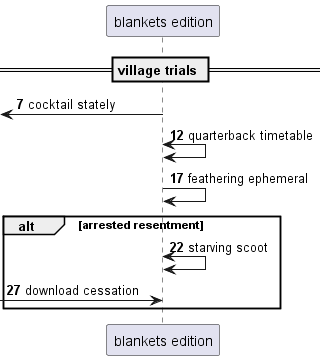 blankets edition
village trials
7 cocktail stately
12 quarterback timetable
17 feathering ephemeral
alt [arrested resentment]
22 starving scoot
27 download cessation
blankets edition